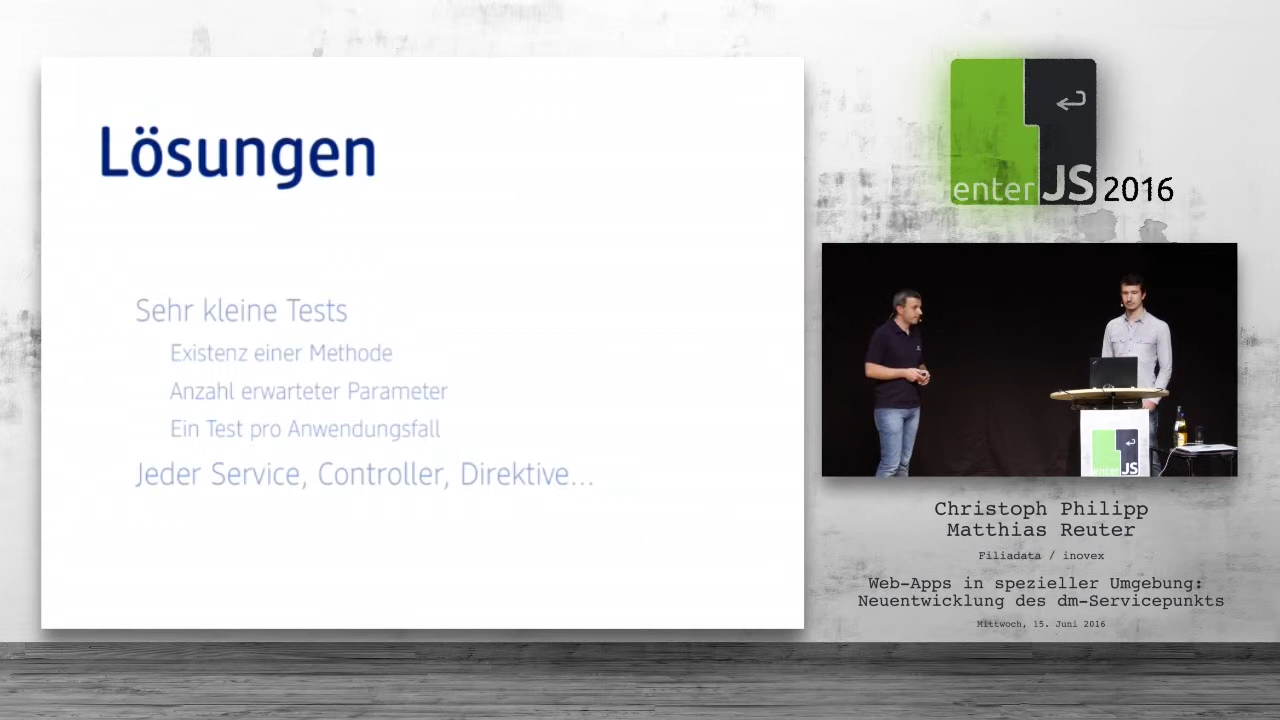 Lösungen
Sehr kleine Tests
Existenz einer Methode
Anzahl erwarteter Parameter
Ein Test pro Anwendungsfall
Jeder Service, Controller, Direktive...
enter JS 2016
enter JS
Christoph Philipp
Matthias Reuter
Filiadata / inovex
Web-Apps in spezieller Umgebung:
Neuentwicklung des dm-Servicepunkts
Mittwoch, 15. Juni 2016